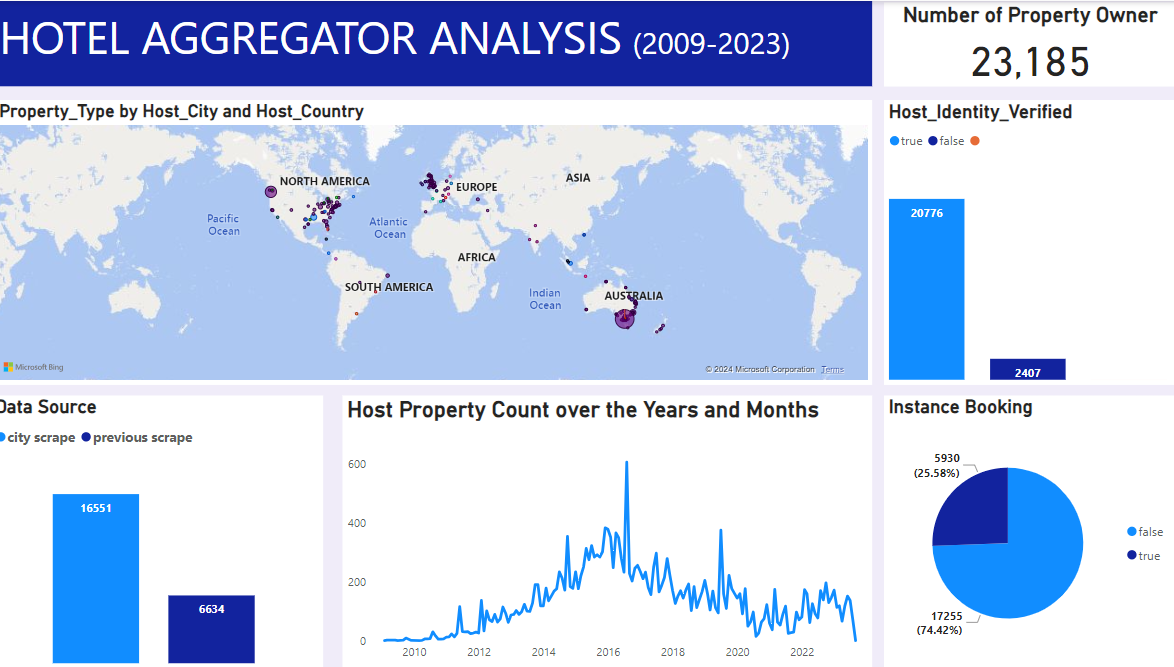 HOTEL AGGREGATOR ANALYSIS (2009-2023)
Number of Property Owner
23,185
Property_Type by Host_City and Host_Country
NORTH AMERICA
EUROPE
ASIA
Pacific
Ocean
Atlantic
Ocean
AFRICA
SOUTH AMERICA
Indian
Ocean
AUSTRALIA
Microsoft Bing
© 2024 Microsoft Corporation Terms
Host_Identity_Verified
true false
20776
2407
Data Source
city scrape previous scrape
16551
6634
Host Property Count over the Years and Months
600
400
200
0
2010 2012 2014 2016 2018 2020 2022
Instance Booking
5930
(25.58%)
false
true
17255
(74.42%)